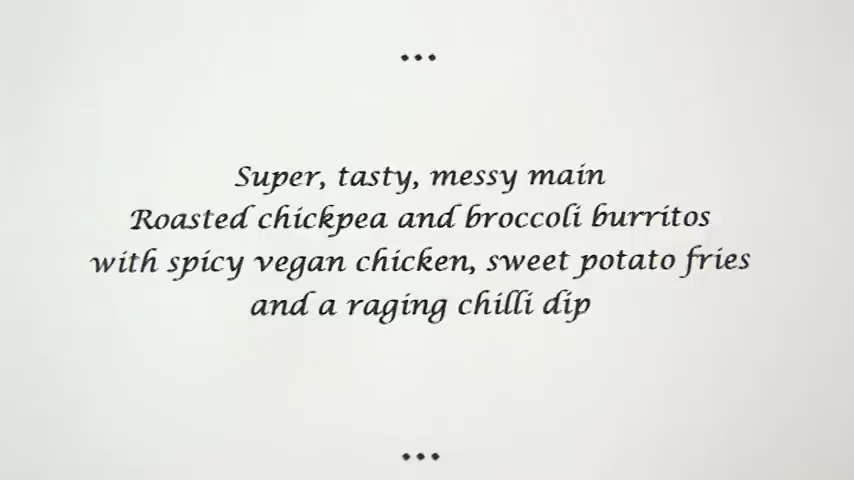 •••
Super, tasty, messy main
Roasted chickpea and broccoli burritos
with spicy vegan chicken, sweet potato fries
and a raging chilli dip
•••